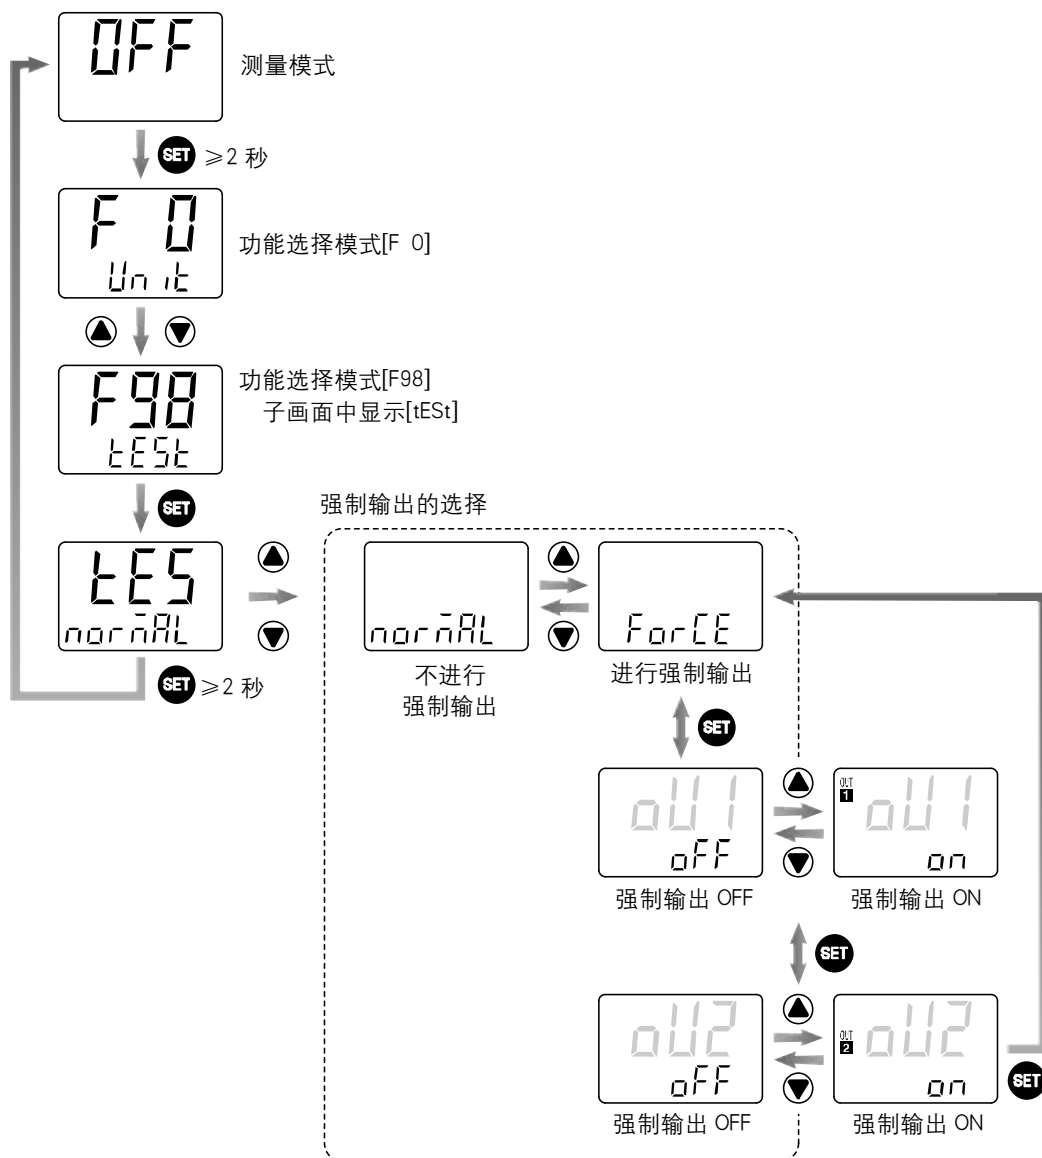 OFF
测量模式
SET ≥2 秒
F 0
Unit
功能选择模式[F 0]
F98
tESt
功能选择模式[F98]
子画面中显示[tESt]
SET
tES
norñAL
SET ≥2 秒
强制输出的选择
norñAL
不进行
强制输出
ForCE
进行强制输出
SET
oU1
oFF
强制输出 OFF
OUT
1
oU1
on
强制输出 ON
SET
oU2
oFF
强制输出 OFF
OUT
2
oU2
on
强制输出 ON
SET